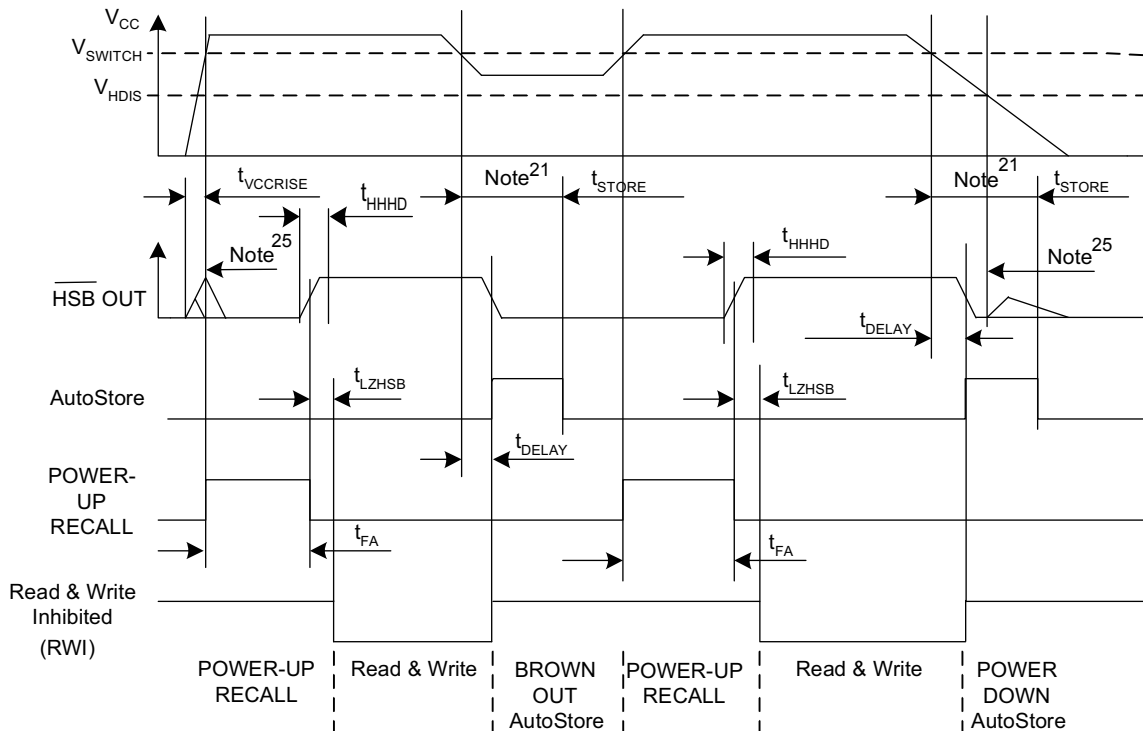 VCC
VSWITCH
VHDIS
tVCCRISE
Note21
tSTORE
Note21
tSTORE
tHHHD
Note25
tHHHD
Note25
HSB OUT
tDELAY
tLZHSB
tLZHSB
AutoStore
tDELAY
POWER-
UP
RECALL
tFA
tFA
Read & Write
Inhibited
(RWI)
POWER-UP
RECALL
Read & Write
BROWN
OUT
AutoStore
POWER-UP
RECALL
Read & Write
POWER
DOWN
AutoStore